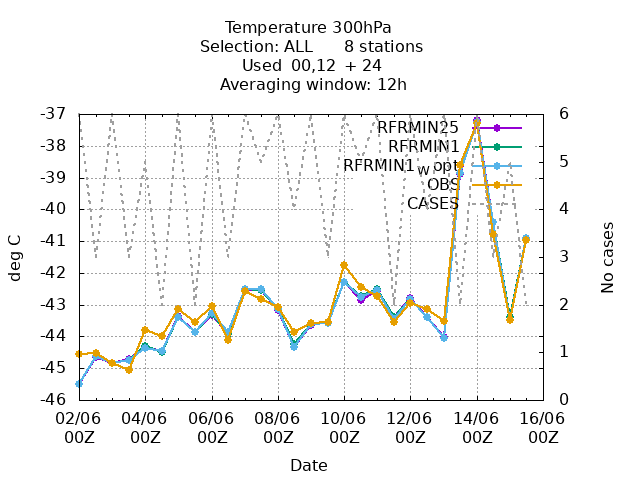 Temperature 300hPa
Selection: ALL 8 stations
Used 00,12 + 24
Averaging window: 12h
-37 6
RFRMIN25
-38
RFRMIN1
5
RFRMIN1_W_opt
-39
OBS
CASES
-40 4
-41 3
-42
-43 2
-44
-45 1
-46 0
deg C
No cases
02/06 04/06 06/06 08/06 10/06 12/06 14/06 16/06
00Z 00Z 00Z 00Z 00Z 00Z 00Z 00Z
Date